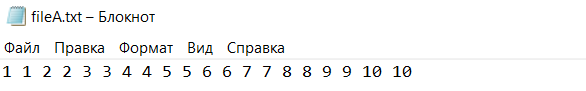 fileA.txt – Блокнот
Файл Правка Формат Вид Справка
1 1 2 2 3 3 4 4 5 5 6 6 7 7 8 8 9 9 10 10